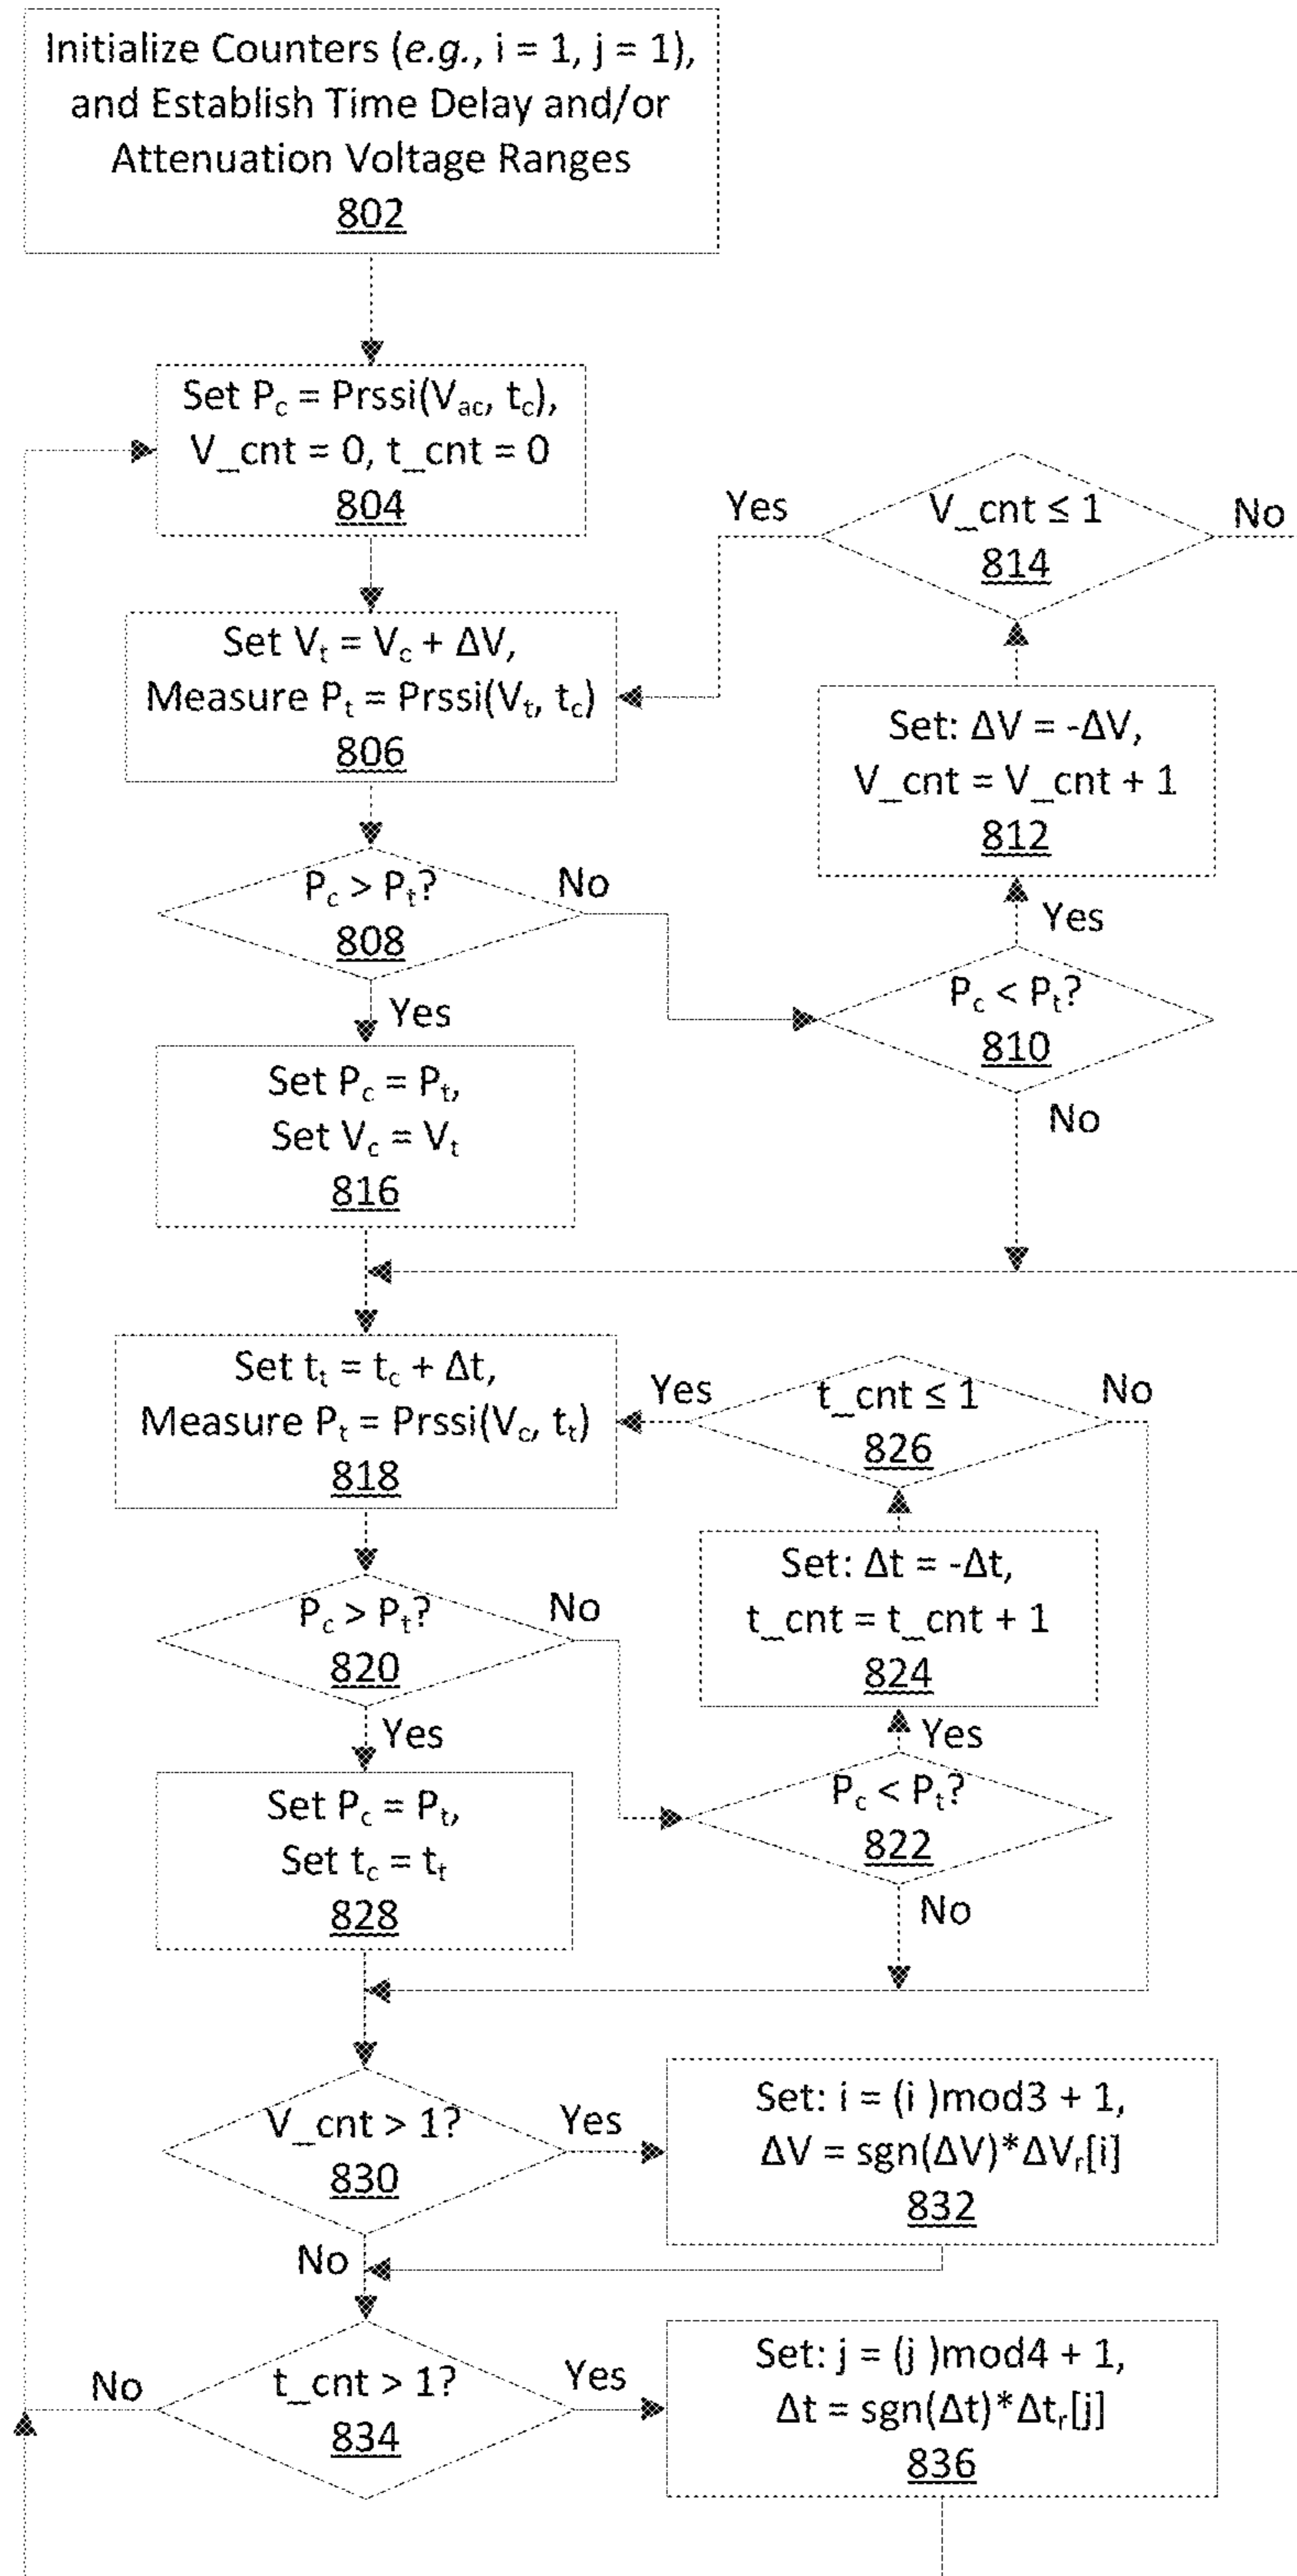 Initialize Counters (e.g., i = 1, j = 1),
and Establish Time Delay and/or
Attenuation Voltage Ranges
802
Set Pc = Prssi(Vac, tc),
V_cnt = 0, t_cnt = 0
804
Yes
V_cnt ≤ 1
814
No
Set Vt = Vc + ΔV,
Measure Pt = Prssi(Vt, tc)
806
Set: ΔV = -ΔV,
V_cnt = V_cnt + 1
812
Pc > Pt?
808
No
Yes
Yes
Pc < Pt?
810
No
Set Pc = Pt,
Set Vc = Vt
816
Set tt = tc + Δt,
Measure Pt = Prssi(Vc, tt)
818
Yes
t_cnt ≤ 1
826
No
Set: Δt = -Δt,
t_cnt = t_cnt + 1
824
Pc > Pt?
820
No
Yes
Yes
Pc < Pt?
822
No
Set Pc = Pt,
Set tc = tt
828
V_cnt > 1?
830
Yes
No
Set: i = (i )mod3 + 1,
ΔV = sgn(ΔV)*ΔVr[i]
832
No
t_cnt > 1?
834
Yes
Set: j = (j )mod4 + 1,
Δt = sgn(Δt)*Δtr[j]
836